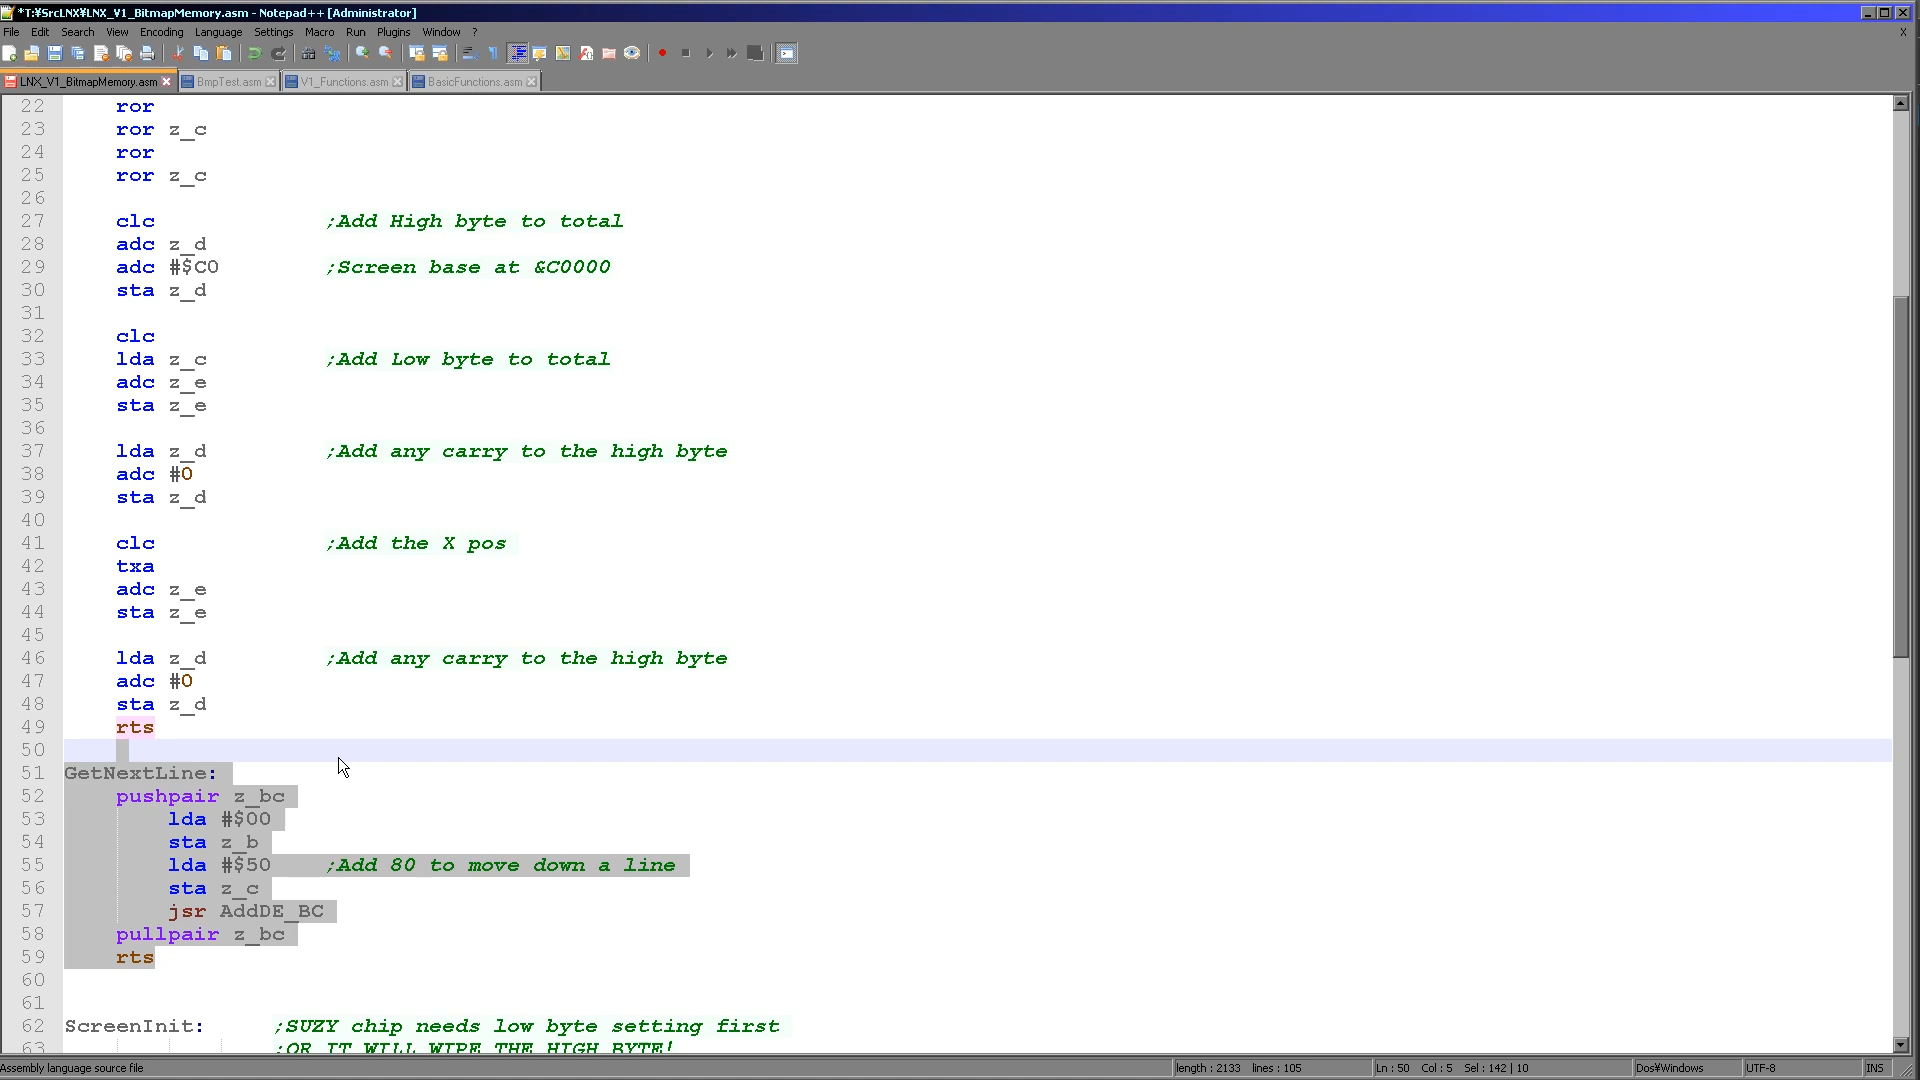 *T:¥SrcLNX¥LNX_V1_BitmapMemory.asm - Notepad++ [Administrator]
File Edit Search View Encoding Language Settings Macro Run Plugins Window ? X
LNX_V1_BitmapMemory.asm BmpTest.asm V1_Functions.asm BasicFunctions.asm
22 ror
23 ror z_c
24 ror
25 ror z_c
26
27 clc ;Add High byte to total
28 adc z_d
29 adc #$C0 ;Screen base at &C0000
30 sta z_d
31
32 clc
33 lda z_c ;Add Low byte to total
34 adc z_e
35 sta z_e
36
37 lda z_d ;Add any carry to the high byte
38 adc #0
39 sta z_d
40
41 clc ;Add the X pos
42 txa
43 adc z_e
44 sta z_e
45
46 lda z_d ;Add any carry to the high byte
47 adc #0
48 sta z_d
49 rts
50
51 GetNextLine:
52 pushpair z_bc
53 lda #$00
54 sta z_b
55 lda #$50 ;Add 80 to move down a line
56 sta z_c
57 jsr AddDE_BC
58 pullpair z_bc
59 rts
60
61
62 ScreenInit: ;SUZY chip needs low byte setting first
63 ;OR IT WILL WIPE THE HIGH BYTE!
Assembly language source file length : 2133 lines : 105 Ln : 50 Col : 5 Sel : 142 | 10 Dos¥Windows UTF-8 INS